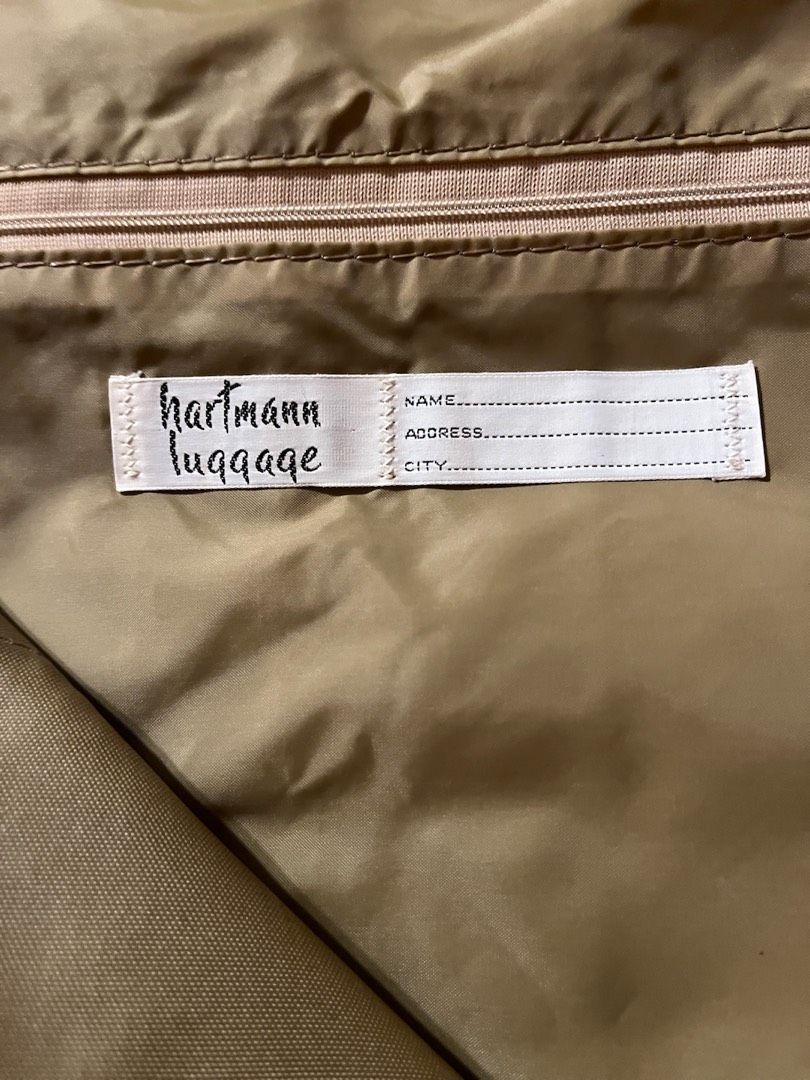 hartmann
luggage
NAME
ADDRESS
CITY